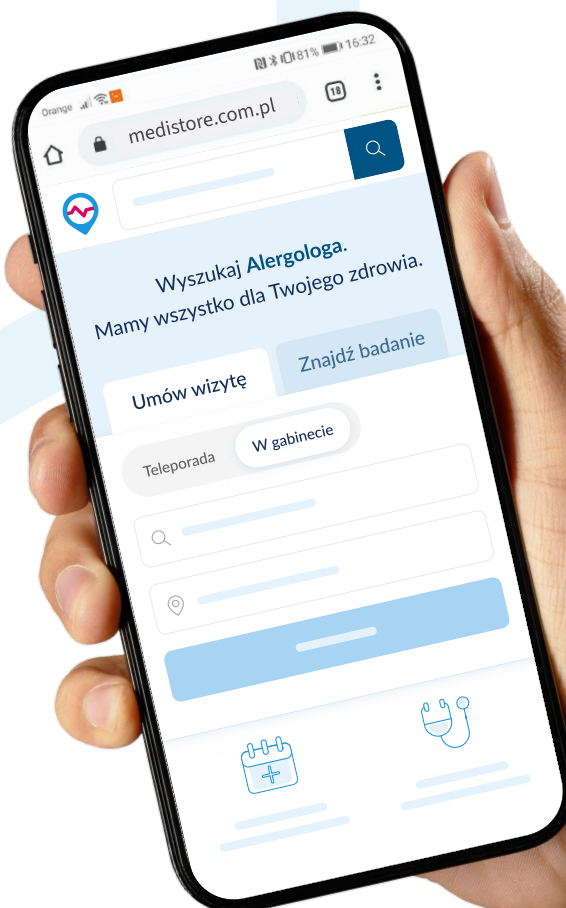 Orange 81% 16:32
medistore.com.pl 18
Wyszukaj Alergologa.
Mamy wszystko dla Twojego zdrowia.
Umów wizytę Znajdź badanie
Teleporada W gabinecie